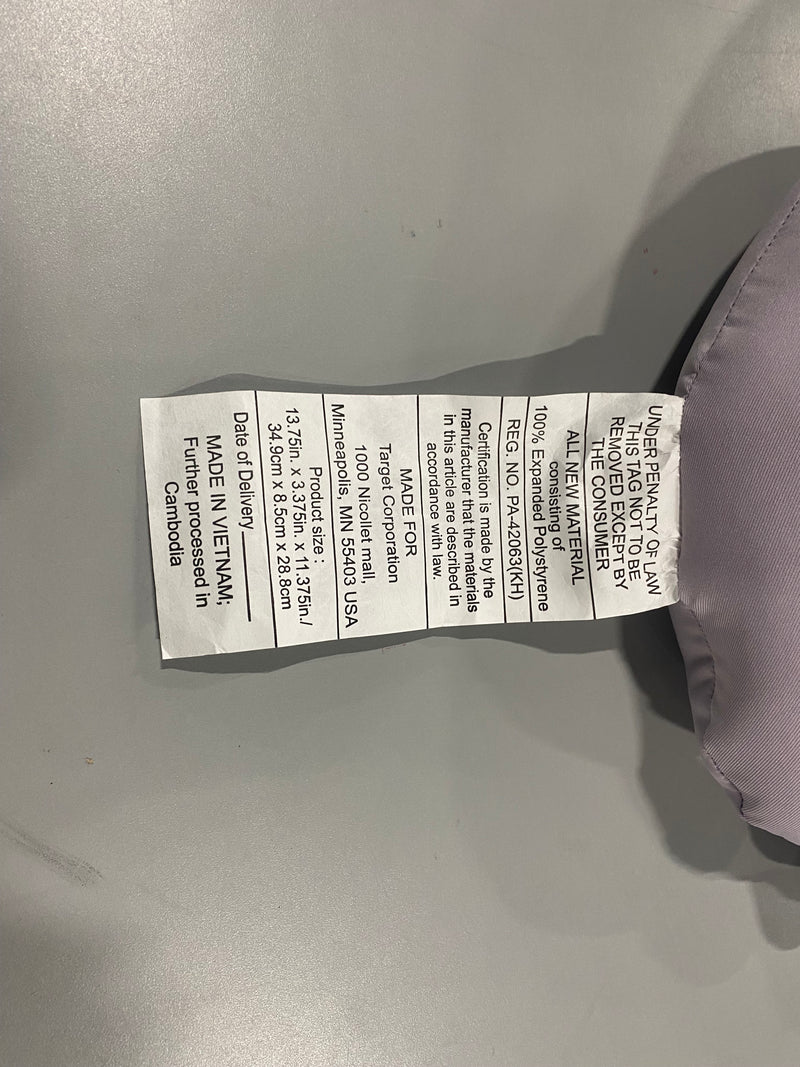 UNDER PENALTY OF LAW
THIS TAG NOT TO BE
REMOVED EXCEPT BY
THE CONSUMER
ALL NEW MATERIAL
consisting of
100% Expanded Polystyrene
REG. NO. PA-42063(KH)
Certification is made by the
manufacturer that the materials
in this article are described in
accordance with law.
MADE FOR
Target Corporation
1000 Nicollet mall,
Minneapolis, MN 55403 USA
Product size :
13.75in. x 3.375in. x 11.375in./
34.9cm x 8.5cm x 28.8cm
Date of Delivery
MADE IN VIETNAM;
Further processed in
Cambodia